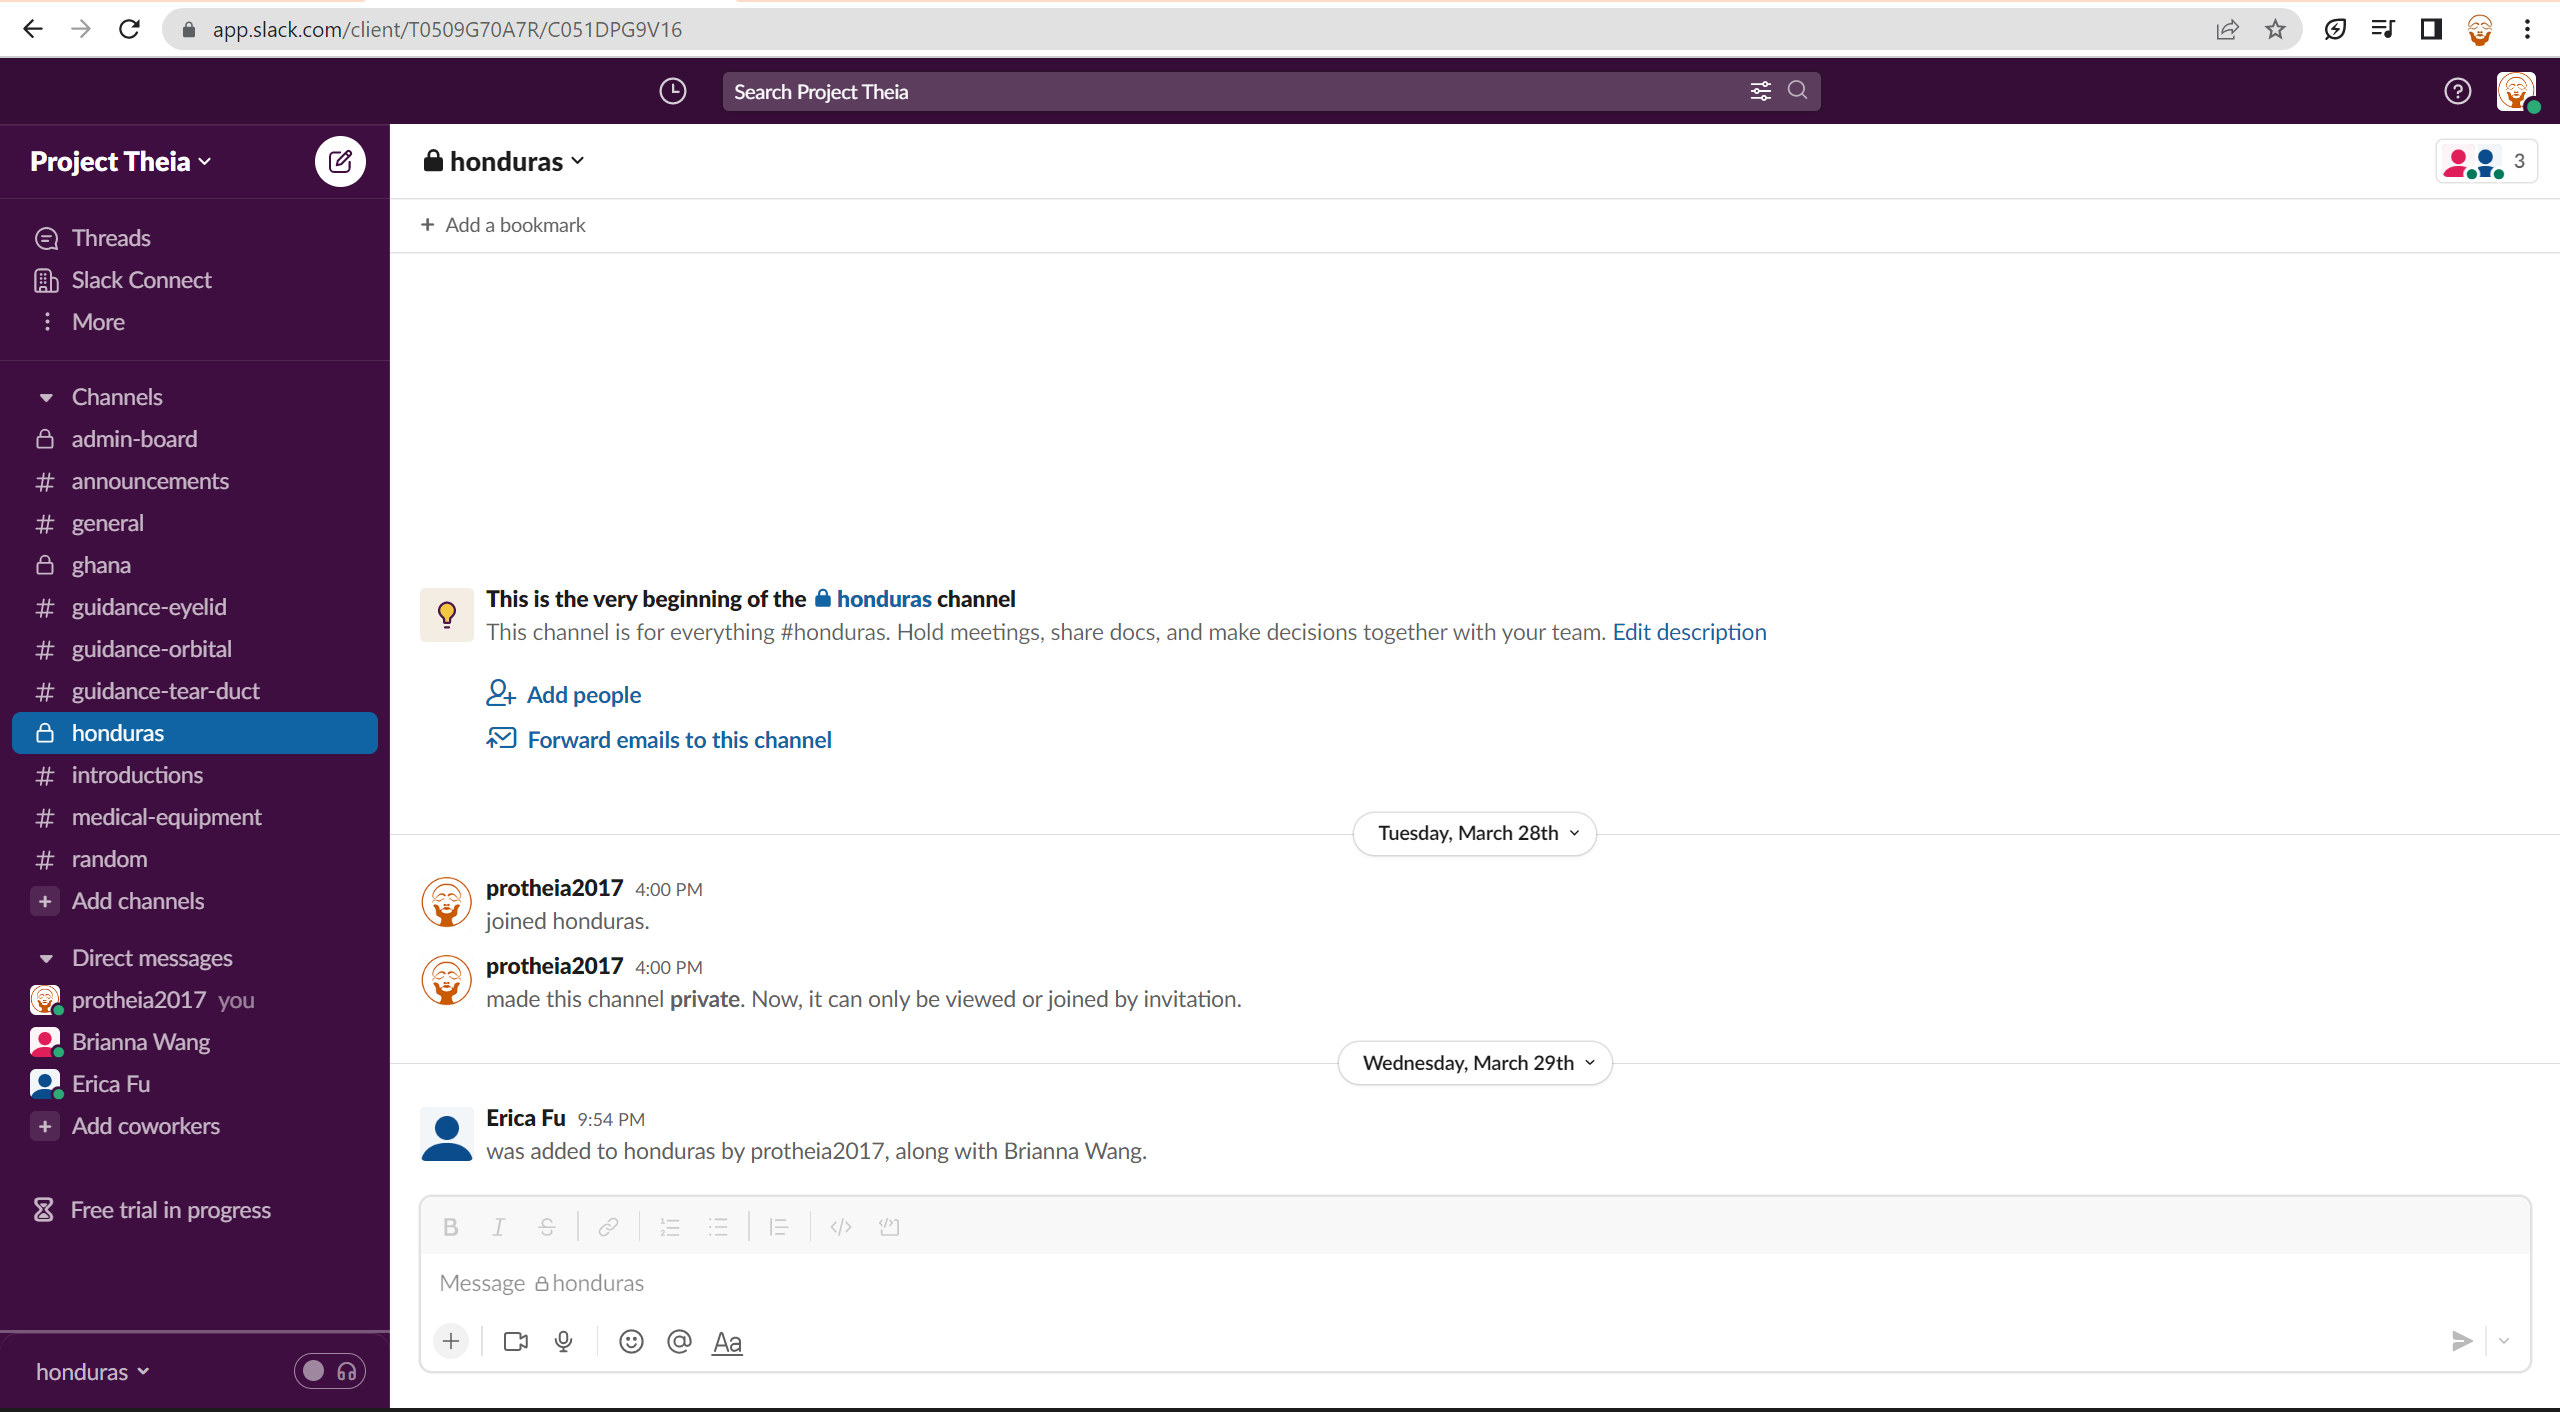 app.slack.com/client/T0509G70A7R/C051DPG9V16
Search Project Theia
Project Theia
honduras
3
Add a bookmark
Threads
Slack Connect
More
Channels
admin-board
announcements
general
ghana
guidance-eyelid
guidance-orbital
guidance-tear-duct
honduras
introductions
medical-equipment
random
Add channels
Direct messages
protheia2017 you
Brianna Wang
Erica Fu
Add coworkers
Free trial in progress
honduras
This is the very beginning of the honduras channel
This channel is for everything #honduras. Hold meetings, share docs, and make decisions together with your team. Edit description
Add people
Forward emails to this channel
Tuesday, March 28th
protheia2017 4:00 PM
joined honduras.
protheia2017 4:00 PM
made this channel private. Now, it can only be viewed or joined by invitation.
Wednesday, March 29th
Erica Fu 9:54 PM
was added to honduras by protheia2017, along with Brianna Wang.
Message honduras
Aa